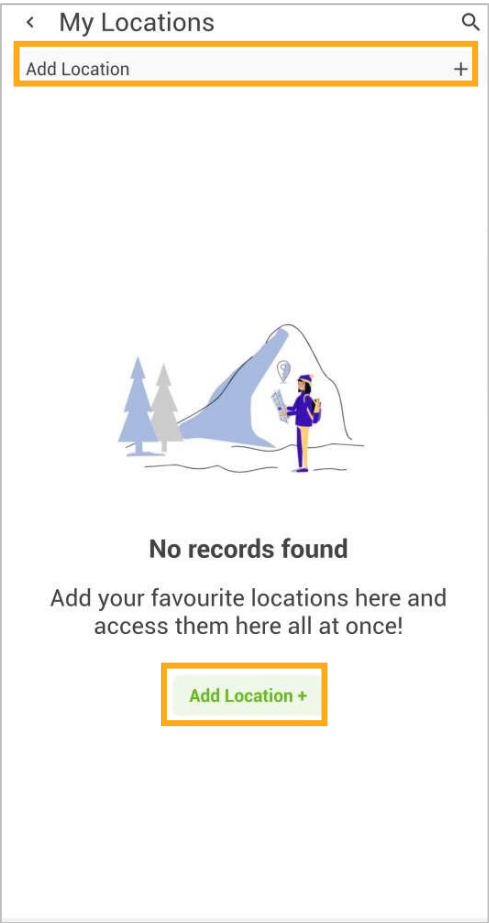 My Locations
Add Location +
No records found
Add your favourite locations here and
access them here all at once!
Add Location +